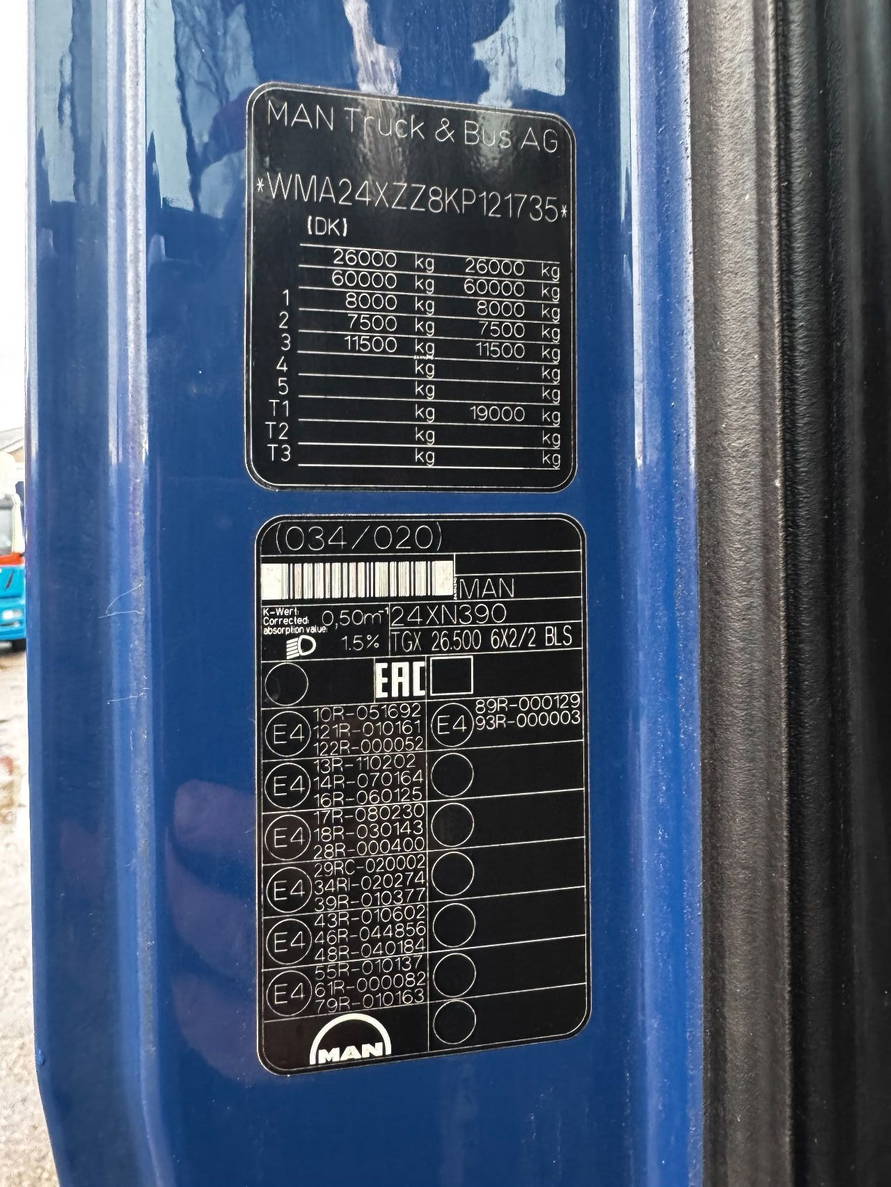 MAN Truck & Bus AG
*WMA24XZZ8KP121735*
(DK)
26000 kg 26000 kg
60000 kg 60000 kg
1 8000 kg 8000 kg
2 7500 kg 7500 kg
3 11500 kg 11500 kg
4 kg kg
5 kg kg
T1 kg 19000 kg
T2 kg kg
T3 kg kg
(034/020)
MAN
K-Wert:
Corrected
absorption value:
0,50m-1
24XN390
1.5%
TGX 26.500 6X2/2 BLS
EAC
E4
10R-051692
121R-010161
122R-000052
E4
89R-000129
93R-000003
E4
13R-110202
14R-070164
16R-060125
E4
17R-080230
18R-030143
28R-000400
E4
29RC-020002
34RI-020274
39R-010377
E4
43R-010602
46R-044856
48R-040184
E4
55R-010137
61R-000082
79R-010163
MAN